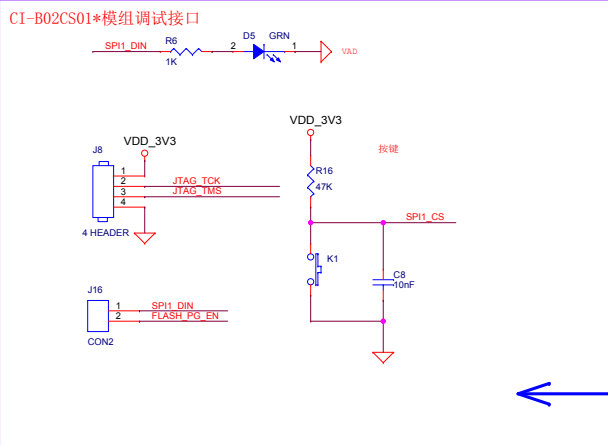 CI-B02CS01*模组调试接口
R6
D5
GRN
SPI1_DIN
2
1
VAD
1K
VDD_3V3
VDD_3V3
按键
J8
1
2
3
4
JTAG_TCK
JTAG_TMS
R16
47K
SPI1_CS
4 HEADER
K1
C8
10nF
J16
1
2
SPI1_DIN
FLASH_PG_EN
CON2